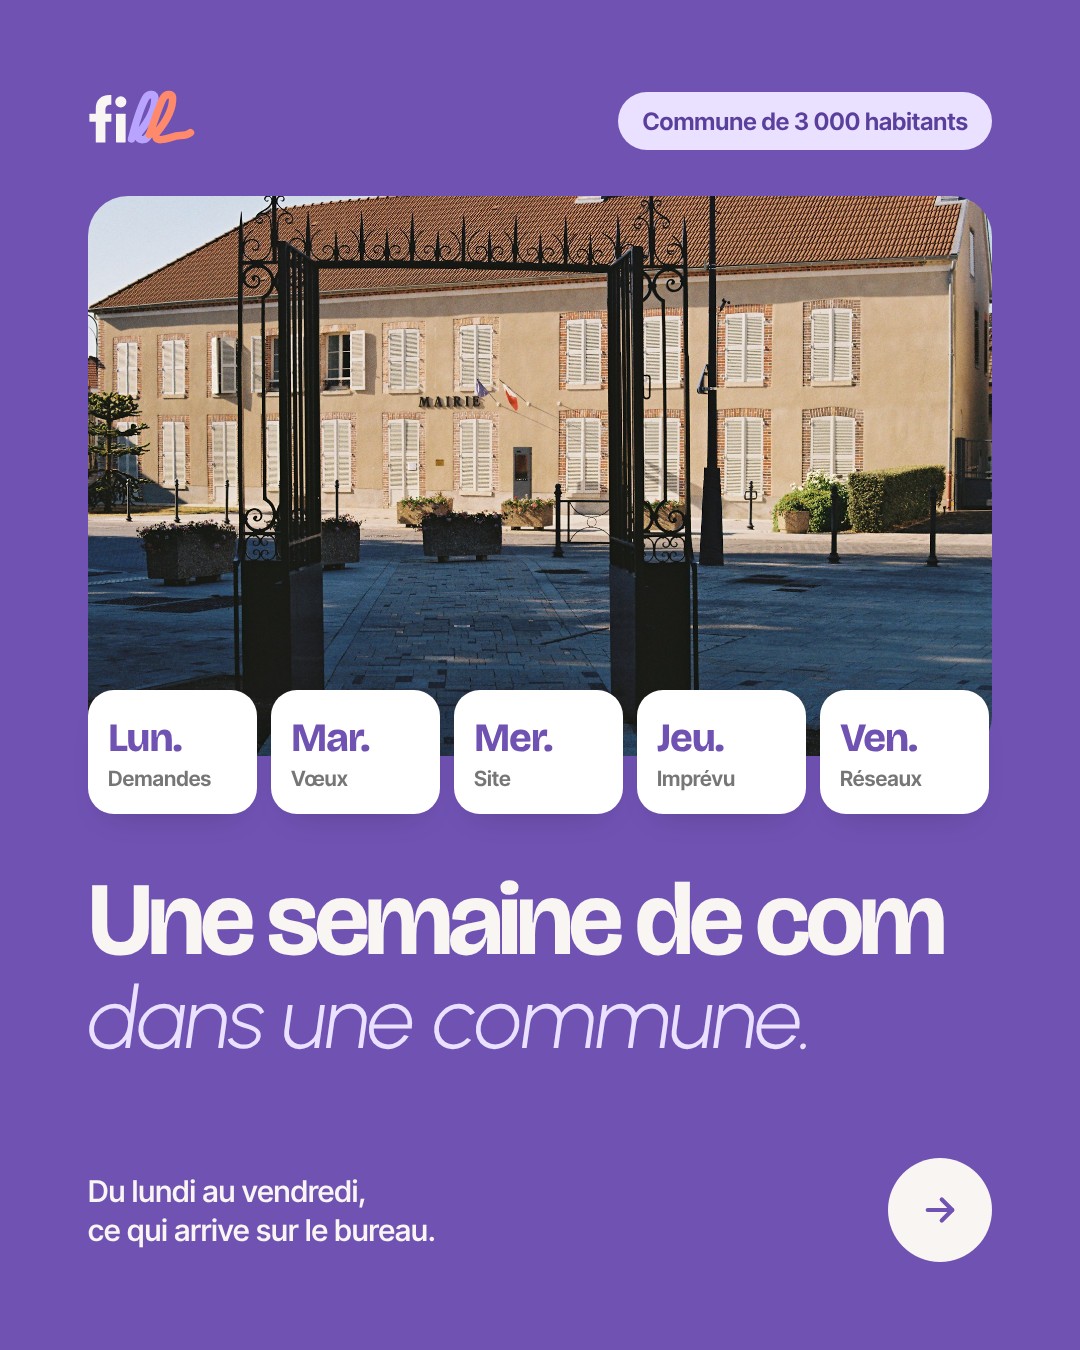 fill
Commune de 3 000 habitants
MAIRIE
Lun.
Demandes
Mar.
Vœux
Mer.
Site
Jeu.
Imprévu
Ven.
Réseaux
Une semaine de com
dans une commune.
Du lundi au vendredi,
ce qui arrive sur le bureau.